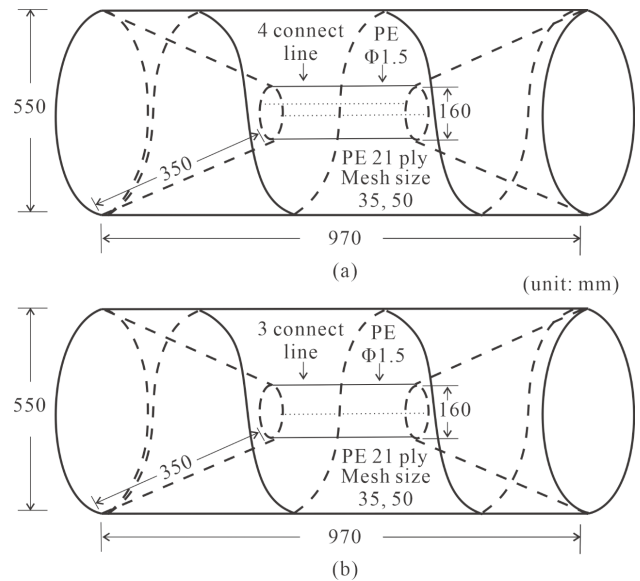 4 connect
line
PE
Φ1.5
550
160
350
PE 21 ply
Mesh size
35, 50
970
(a)
(unit: mm)
3 connect
line
PE
Φ1.5
550
160
350
PE 21 ply
Mesh size
35, 50
970
(b)